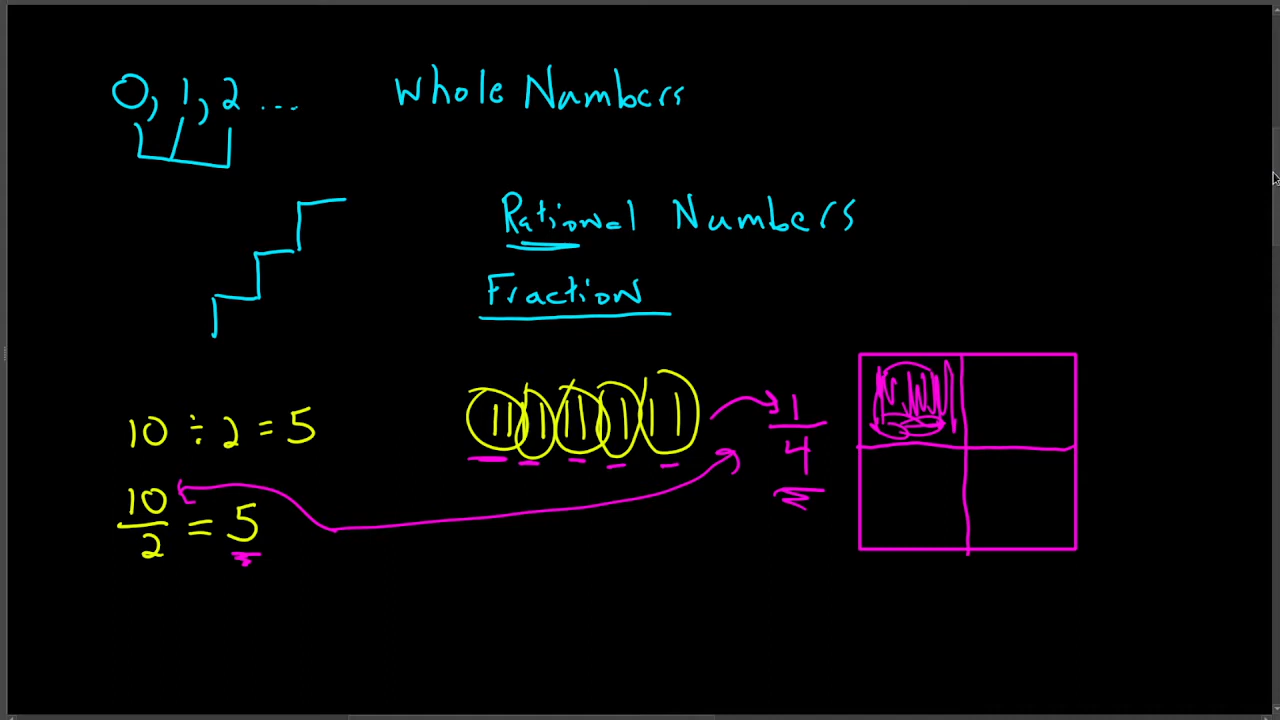 0, 1, 2 ... Whole Numbers
Rational Numbers
Fraction
10 ÷ 2 = 5
10/2 = 5
1/4